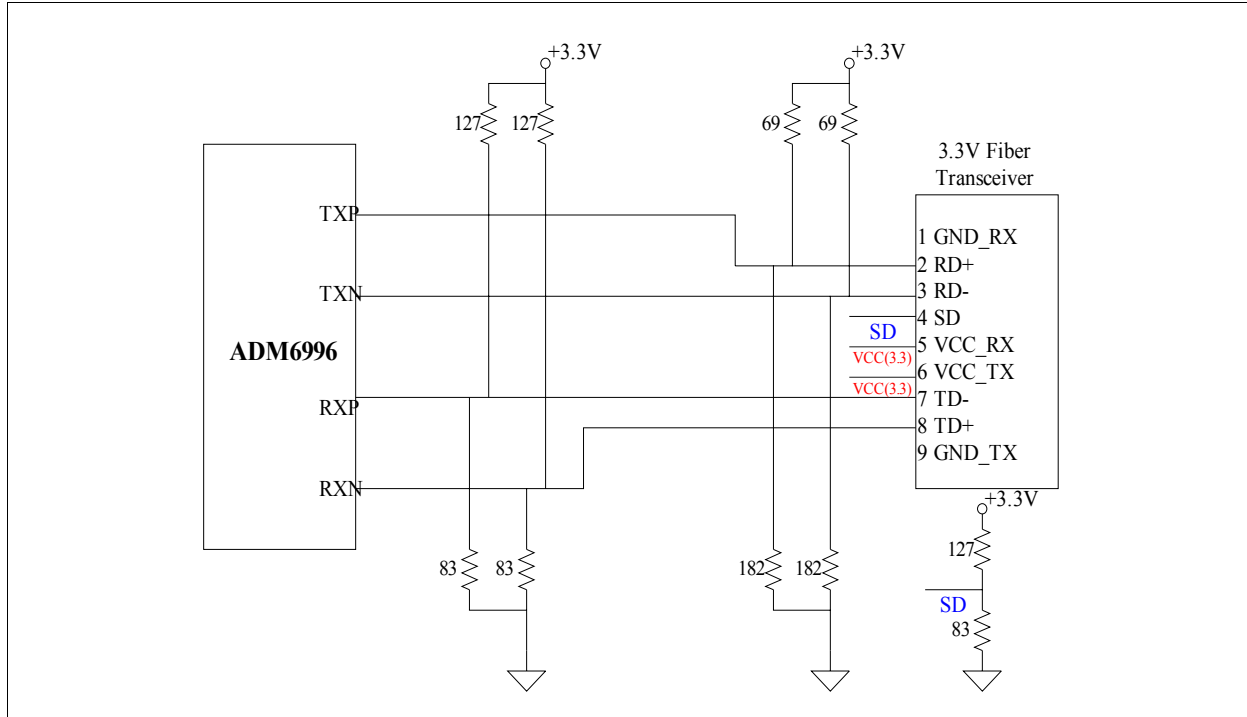 +3.3V
+3.3V
127
127
69
69
3.3V Fiber
Transceiver
TXP
1 GND_RX
2 RD+
TXN
3 RD-
4 SD
SD
ADM6996
5 VCC_RX
VCC(3.3)
6 VCC_TX
VCC(3.3)
RXP
7 TD-
8 TD+
9 GND_TX
RXN
+3.3V
127
83
83
182
182
SD
83